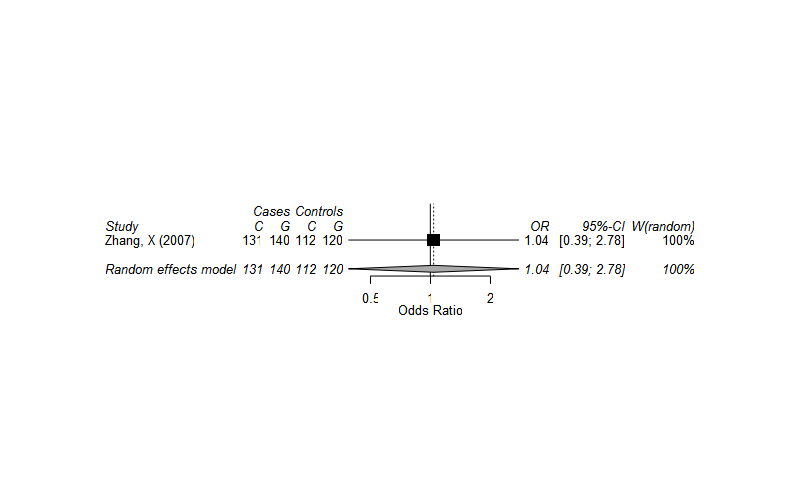 Cases Controls
Study C G C G OR 95%-CI W(random)
Zhang, X (2007) 131 140 112 120 1.04 [0.39; 2.78] 100%
Random effects model 131 140 112 120 1.04 [0.39; 2.78] 100%
0.5 1 2
Odds Ratio